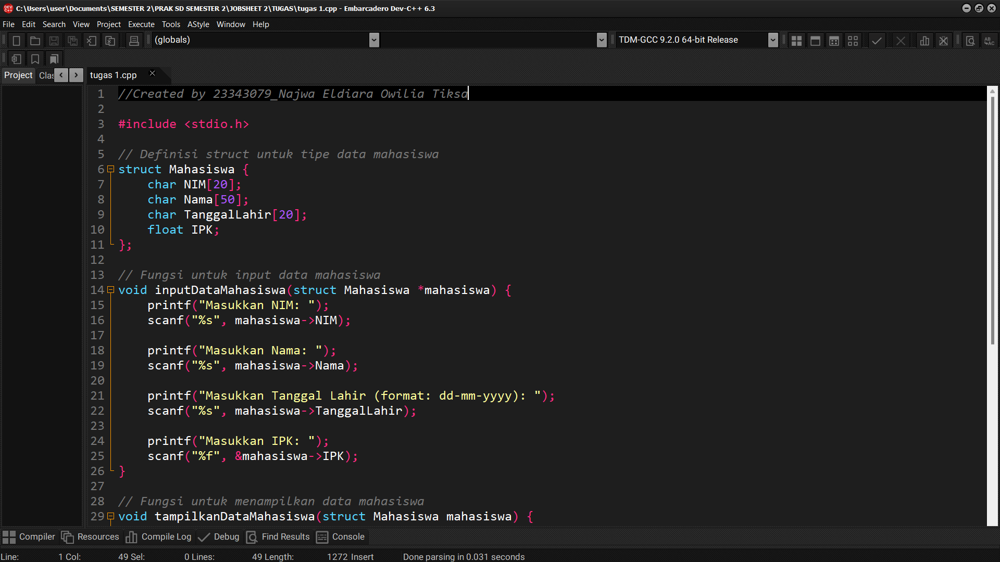 C:\Users\user\Documents\SEMESTER 2\PRAK SD SEMESTER 2\JOBSHEET 2\TUGAS\tugas 1.cpp - Embarcadero Dev-C++ 6.3
File Edit Search View Project Execute Tools AStyle Window Help
(globals) TDM-GCC 9.2.0 64-bit Release
Project Clas tugas 1.cpp
1 //Created by 23343079_Najwa Eldiara Owilia Tiksa
2
3 #include <stdio.h>
4
5 // Definisi struct untuk tipe data mahasiswa
6 struct Mahasiswa {
7     char NIM[20];
8     char Nama[50];
9     char TanggalLahir[20];
10     float IPK;
11 };
12
13 // Fungsi untuk input data mahasiswa
14 void inputDataMahasiswa(struct Mahasiswa *mahasiswa) {
15     printf("Masukkan NIM: ");
16     scanf("%s", mahasiswa->NIM);
17
18     printf("Masukkan Nama: ");
19     scanf("%s", mahasiswa->Nama);
20
21     printf("Masukkan Tanggal Lahir (format: dd-mm-yyyy): ");
22     scanf("%s", mahasiswa->TanggalLahir);
23
24     printf("Masukkan IPK: ");
25     scanf("%f", &mahasiswa->IPK);
26 }
27
28 // Fungsi untuk menampilkan data mahasiswa
29 void tampilkanDataMahasiswa(struct Mahasiswa mahasiswa) {
Compiler Resources Compile Log Debug Find Results Console
Line: 1 Col: 49 Sel: 0 Lines: 49 Length: 1272 Insert Done parsing in 0.031 seconds